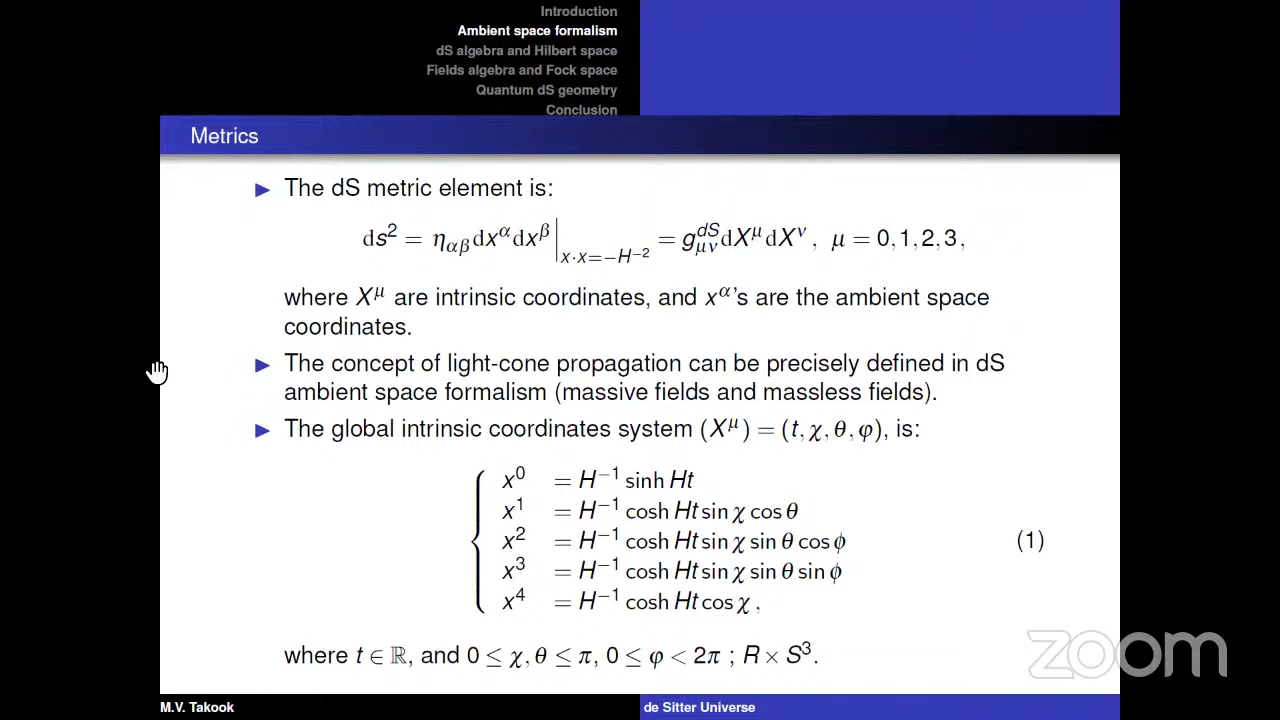 Introduction
Ambient space formalism
dS algebra and Hilbert space
Fields algebra and Fock space
Quantum dS geometry
Conclusion
Metrics
▶ The dS metric element is:
ds² = η_{αβ}dx^α dx^β|_{x·x=−H^{−2}} = g^{dS}_{μν}dX^μ dX^ν, μ = 0,1,2,3,
where X^μ are intrinsic coordinates, and x^α's are the ambient space
coordinates.
▶ The concept of light-cone propagation can be precisely defined in dS
ambient space formalism (massive fields and massless fields).
▶ The global intrinsic coordinates system (X^μ) = (t, χ, θ, φ), is:
x⁰ = H⁻¹ sinh Ht
x¹ = H⁻¹ cosh Ht sin χ cos θ
x² = H⁻¹ cosh Ht sin χ sin θ cos ϕ
x³ = H⁻¹ cosh Ht sin χ sin θ sin ϕ
x⁴ = H⁻¹ cosh Ht cos χ,
(1)
where t ∈ ℝ, and 0 ≤ χ, θ ≤ π, 0 ≤ φ < 2π ; R × S³.
zoom
M.V. Takook
de Sitter Universe